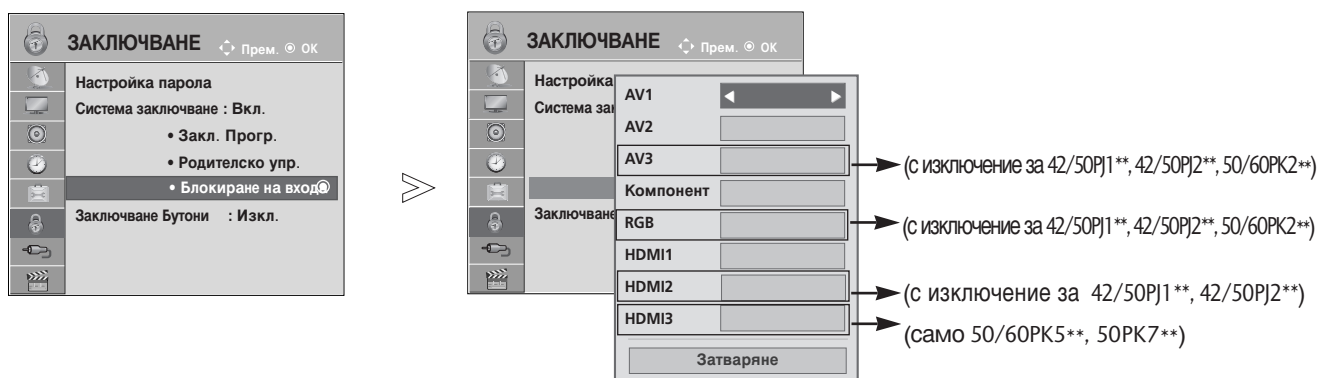 ЗАКЛЮЧВАНЕ Прем. ОК
Настройка парола
Система заключване : Вкл.
• Закл. Прогр.
• Родителско упр.
• Блокиране на входа
Заключване Бутони : Изкл.
ЗАКЛЮЧВАНЕ Прем. ОК
Настройка
Система зак
Заключване
AV1
AV2
AV3
Компонент
RGB
HDMI1
HDMI2
HDMI3
Затваряне
(с изключение за 42/50PJ1**, 42/50PJ2**, 50/60PK2**)
(с изключение за 42/50PJ1**, 42/50PJ2**, 50/60PK2**)
(с изключение за 42/50PJ1**, 42/50PJ2**)
(само 50/60PK5**, 50PK7**)